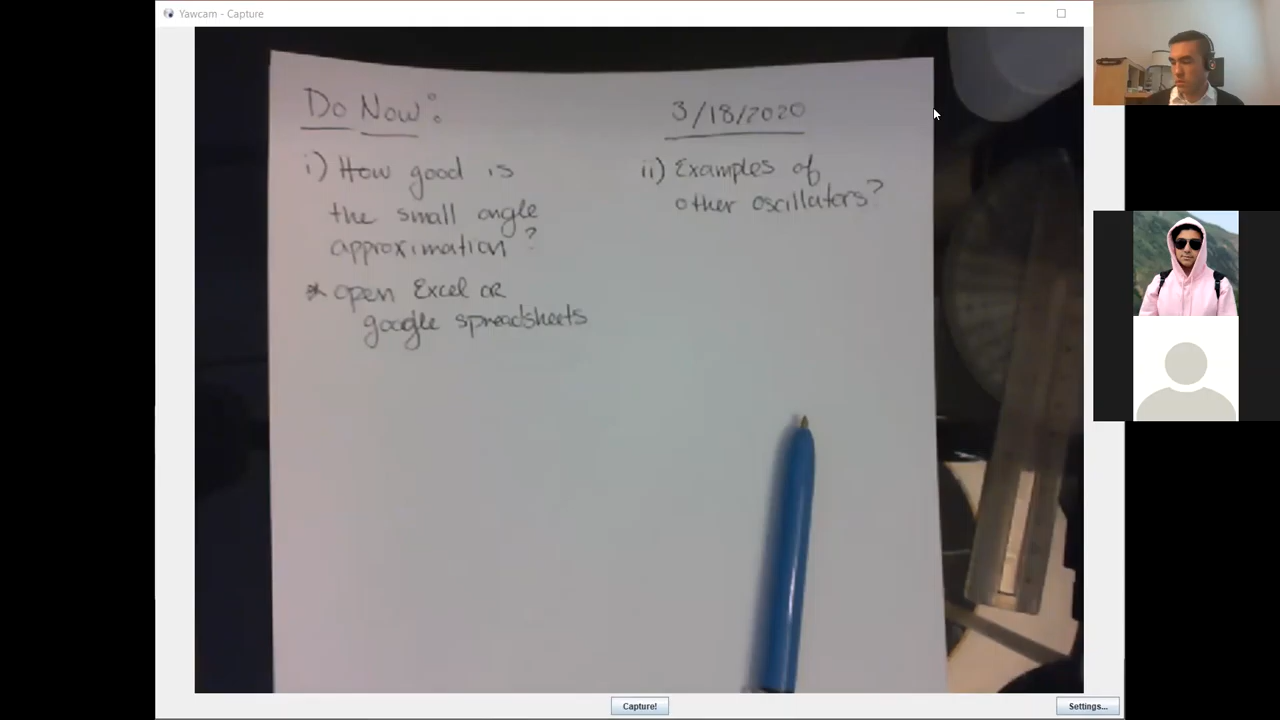 Yawcam - Capture
Do Now:
3/18/2020
i) How good is
the small angle
approximation?
* open Excel OR
google spreadsheets
ii) Examples of
other oscillators?
Capture!
Settings...